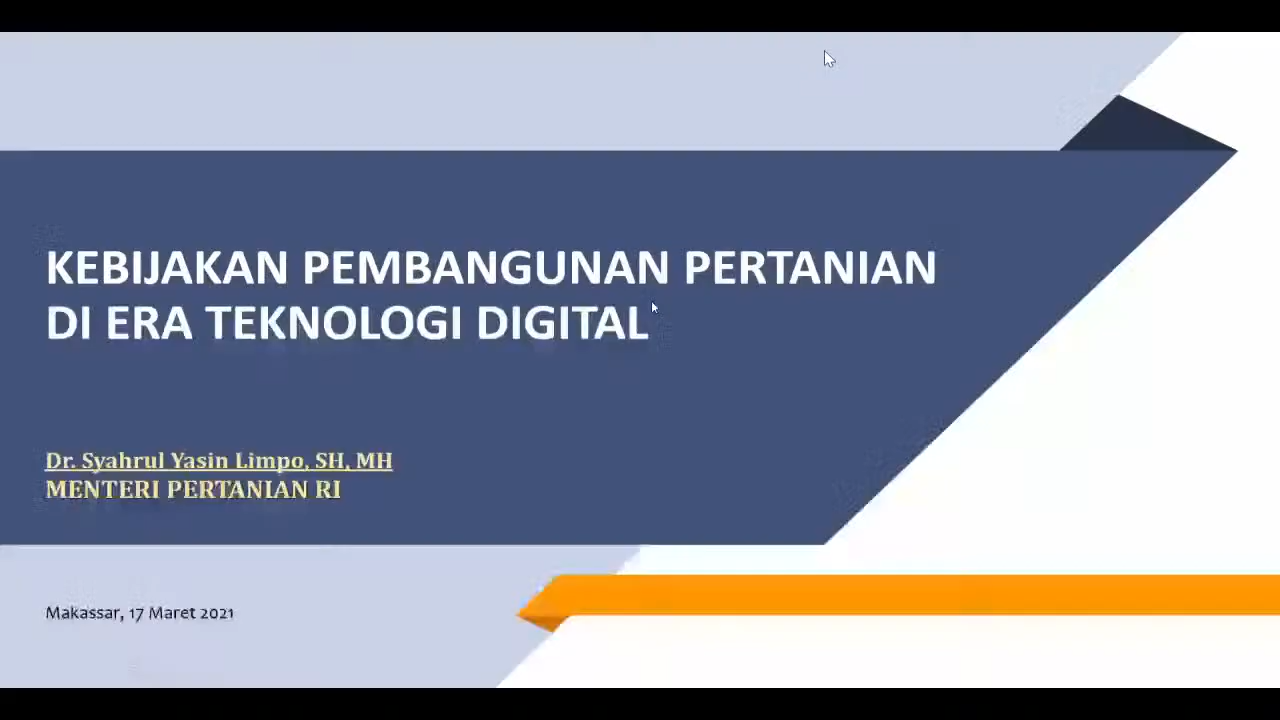 KEBIJAKAN PEMBANGUNAN PERTANIAN
DI ERA TEKNOLOGI DIGITAL
Dr. Syahrul Yasin Limpo, SH, MH
MENTERI PERTANIAN RI
Makassar, 17 Maret 2021